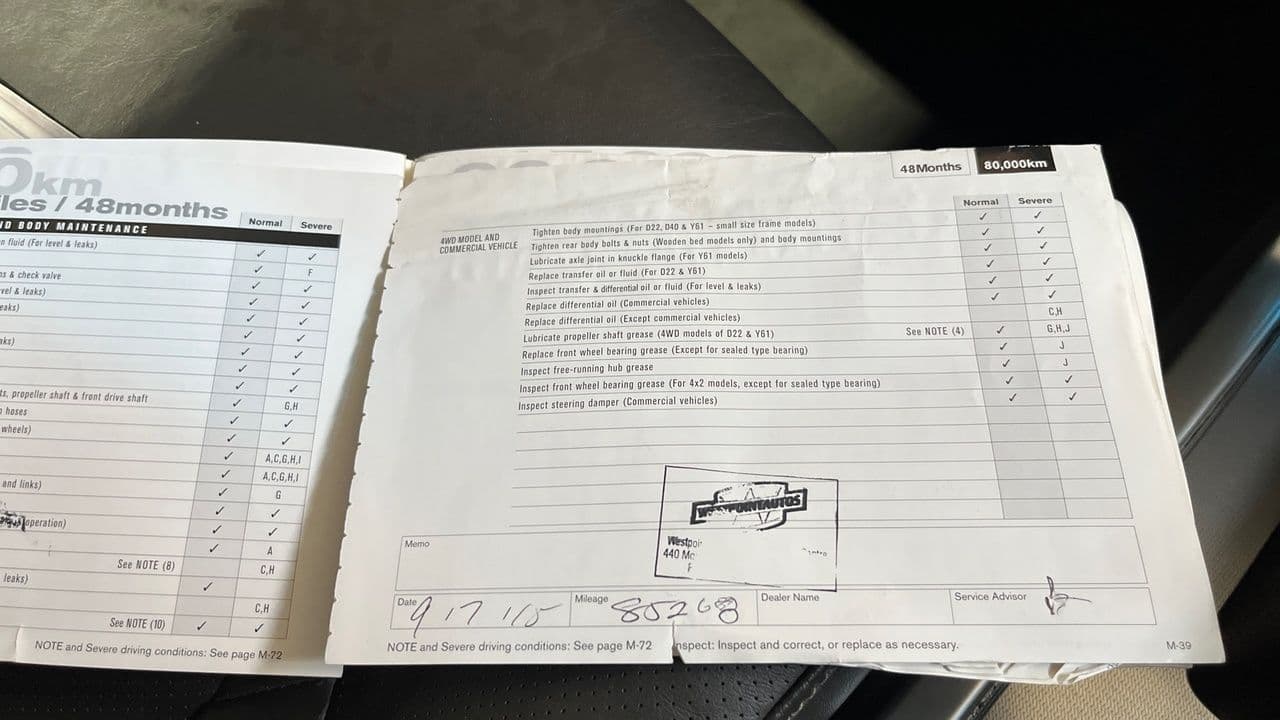 0km
les / 48months
D BODY MAINTENANCE
Normal Severe
n fluid (For level & leaks)
✓ ✓
✓ F
s & check valve
✓ ✓
vel & leaks)
✓ ✓
eaks)
✓ ✓
✓ ✓
aks)
✓ ✓
✓ ✓
✓ ✓
ts, propeller shaft & front drive shaft
✓ G,H
hoses
✓ ✓
wheels)
✓ ✓
✓ A,C,G,H,I
✓ A,C,G,H,I
and links)
✓ G
✓ ✓
operation)
✓ ✓
✓ A
See NOTE (8) C,H
leaks)
✓
C,H
See NOTE (10) ✓ ✓
NOTE and Severe driving conditions: See page M-72
48Months 80,000km
Normal Severe
4WD MODEL AND
COMMERCIAL VEHICLE
Tighten body mountings (For D22, D40 & Y61 – small size frame models) ✓ ✓
Tighten rear body bolts & nuts (Wooden bed models only) and body mountings ✓ ✓
Lubricate axle joint in knuckle flange (For Y61 models) ✓ ✓
Replace transfer oil or fluid (For D22 & Y61) ✓ ✓
Inspect transfer & differential oil or fluid (For level & leaks) ✓ ✓
Replace differential oil (Commercial vehicles) ✓ ✓
Replace differential oil (Except commercial vehicles) C,H
Lubricate propeller shaft grease (4WD models of D22 & Y61) See NOTE (4) ✓ G,H,J
Replace front wheel bearing grease (Except for sealed type bearing) ✓ J
Inspect free-running hub grease ✓ J
Inspect front wheel bearing grease (For 4x2 models, except for sealed type bearing) ✓ ✓
Inspect steering damper (Commercial vehicles) ✓ ✓
WESTPOINTAUTOS
Westpoi
440 Mc
Memo
Date 9 17 1/5
Mileage 80268
Dealer Name
Service Advisor
NOTE and Severe driving conditions: See page M-72
nspect: Inspect and correct, or replace as necessary.
M-39